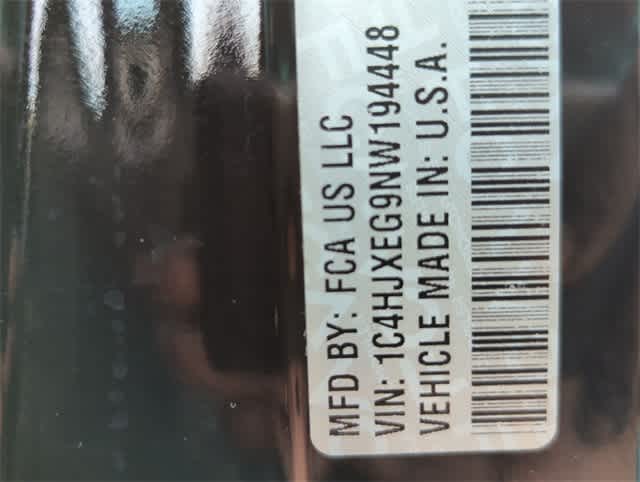 MFD BY: FCA US LLC
VIN: 1C4HJXEG9NW194448
VEHICLE MADE IN: U.S.A.